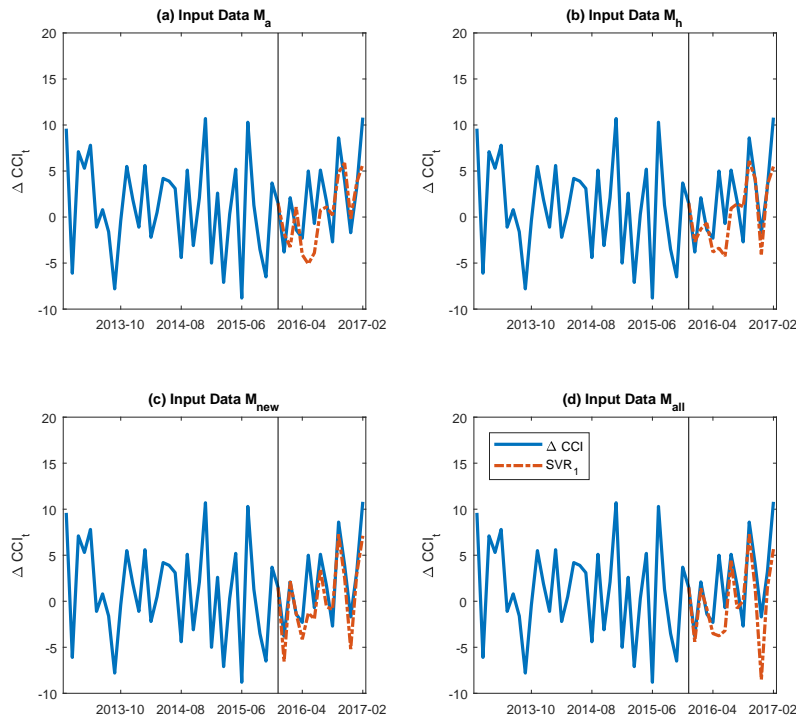 (a) Input Data M_a
20
15
10
5
0
-5
-10
Δ CCI_t
2013-10 2014-08 2015-06 2016-04 2017-02
(b) Input Data M_h
20
15
10
5
0
-5
-10
Δ CCI_t
2013-10 2014-08 2015-06 2016-04 2017-02
(c) Input Data M_new
20
15
10
5
0
-5
-10
Δ CCI_t
2013-10 2014-08 2015-06 2016-04 2017-02
(d) Input Data M_all
20
15
10
5
0
-5
-10
Δ CCI_t
Δ CCI
SVR_1
2013-10 2014-08 2015-06 2016-04 2017-02